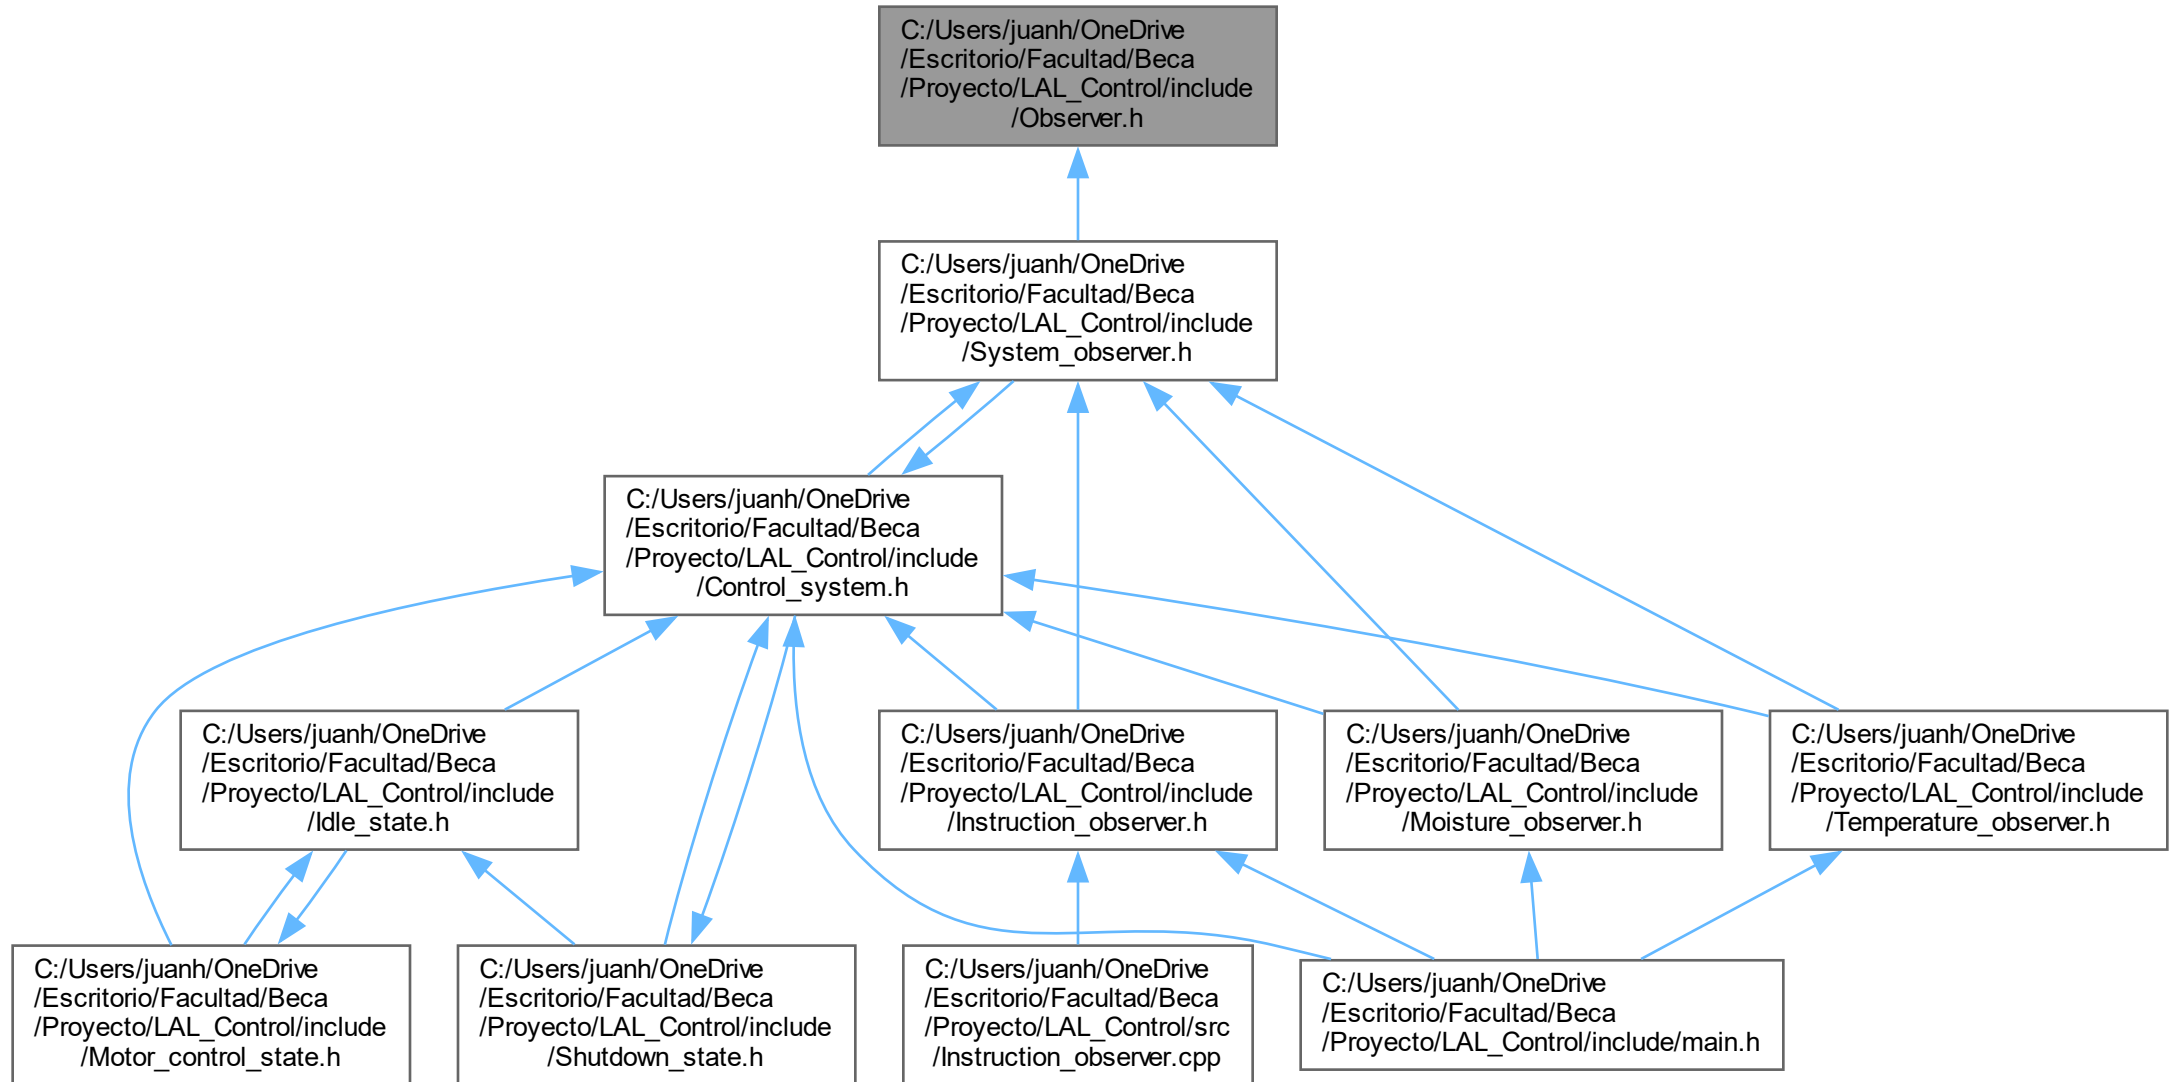 C:/Users/juanh/OneDrive
/Escritorio/Facultad/Beca
/Proyecto/LAL_Control/include
/Observer.h
C:/Users/juanh/OneDrive
/Escritorio/Facultad/Beca
/Proyecto/LAL_Control/include
/System_observer.h
C:/Users/juanh/OneDrive
/Escritorio/Facultad/Beca
/Proyecto/LAL_Control/include
/Control_system.h
C:/Users/juanh/OneDrive
/Escritorio/Facultad/Beca
/Proyecto/LAL_Control/include
/Idle_state.h
C:/Users/juanh/OneDrive
/Escritorio/Facultad/Beca
/Proyecto/LAL_Control/include
/Instruction_observer.h
C:/Users/juanh/OneDrive
/Escritorio/Facultad/Beca
/Proyecto/LAL_Control/include
/Moisture_observer.h
C:/Users/juanh/OneDrive
/Escritorio/Facultad/Beca
/Proyecto/LAL_Control/include
/Temperature_observer.h
C:/Users/juanh/OneDrive
/Escritorio/Facultad/Beca
/Proyecto/LAL_Control/include
/Motor_control_state.h
C:/Users/juanh/OneDrive
/Escritorio/Facultad/Beca
/Proyecto/LAL_Control/include
/Shutdown_state.h
C:/Users/juanh/OneDrive
/Escritorio/Facultad/Beca
/Proyecto/LAL_Control/src
/Instruction_observer.cpp
C:/Users/juanh/OneDrive
/Escritorio/Facultad/Beca
/Proyecto/LAL_Control/include/main.h